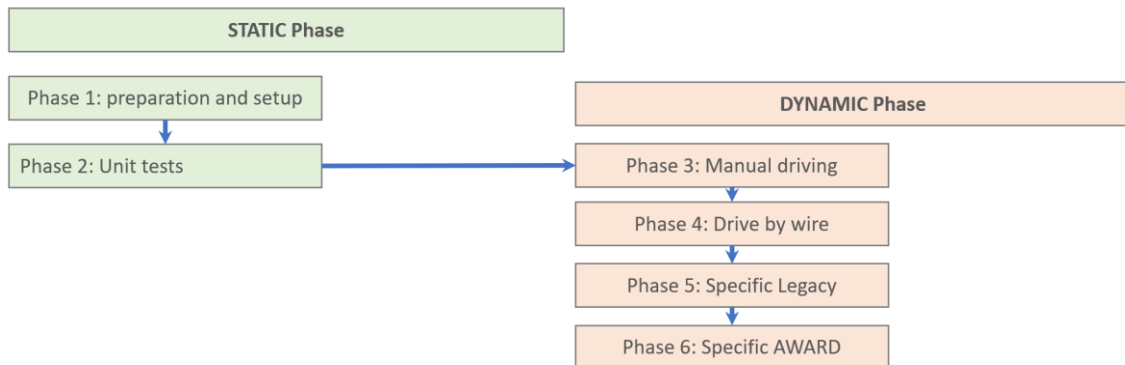 STATIC Phase
Phase 1: preparation and setup
DYNAMIC Phase
Phase 2: Unit tests
Phase 3: Manual driving
Phase 4: Drive by wire
Phase 5: Specific Legacy
Phase 6: Specific AWARD